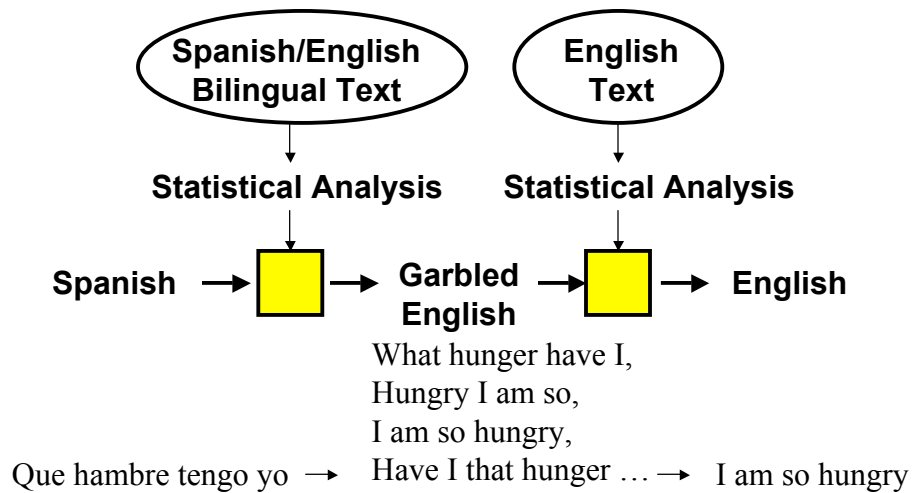 Spanish/English
Bilingual Text
English
Text
Statistical Analysis
Statistical Analysis
Spanish
Garbled
English
English
What hunger have I,
Hungry I am so,
I am so hungry,
Have I that hunger …
Que hambre tengo yo
I am so hungry